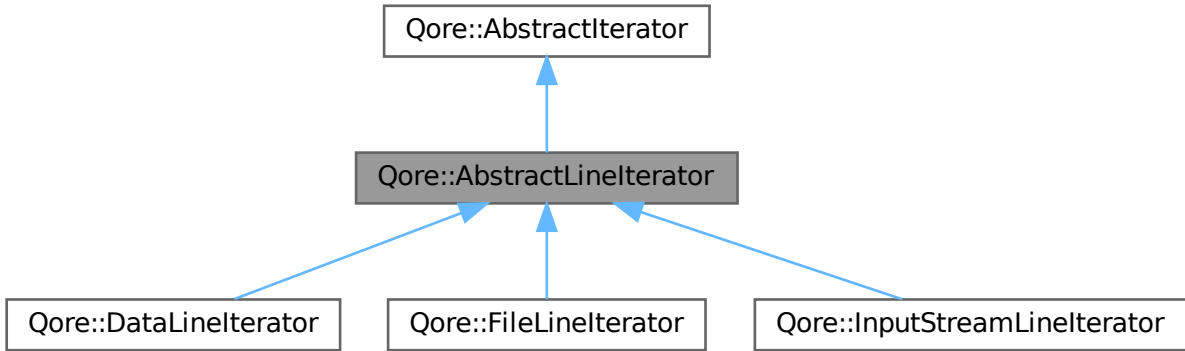 Qore::AbstractIterator
Qore::AbstractLineIterator
Qore::DataLineIterator
Qore::FileLineIterator
Qore::InputStreamLineIterator